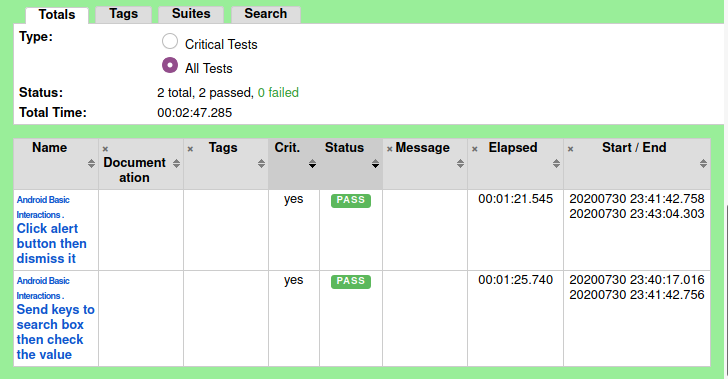 Totals Tags Suites Search
Type:
Critical Tests
All Tests
Status: 2 total, 2 passed, 0 failed
Total Time: 00:02:47.285
Name × Documentation × Tags Crit. Status × Message × Elapsed × Start / End
Android Basic
Interactions .
Click alert
button then
dismiss it
yes PASS 00:01:21.545 20200730 23:41:42.758
20200730 23:43:04.303
Android Basic
Interactions .
Send keys to
search box
then check
the value
yes PASS 00:01:25.740 20200730 23:40:17.016
20200730 23:41:42.756